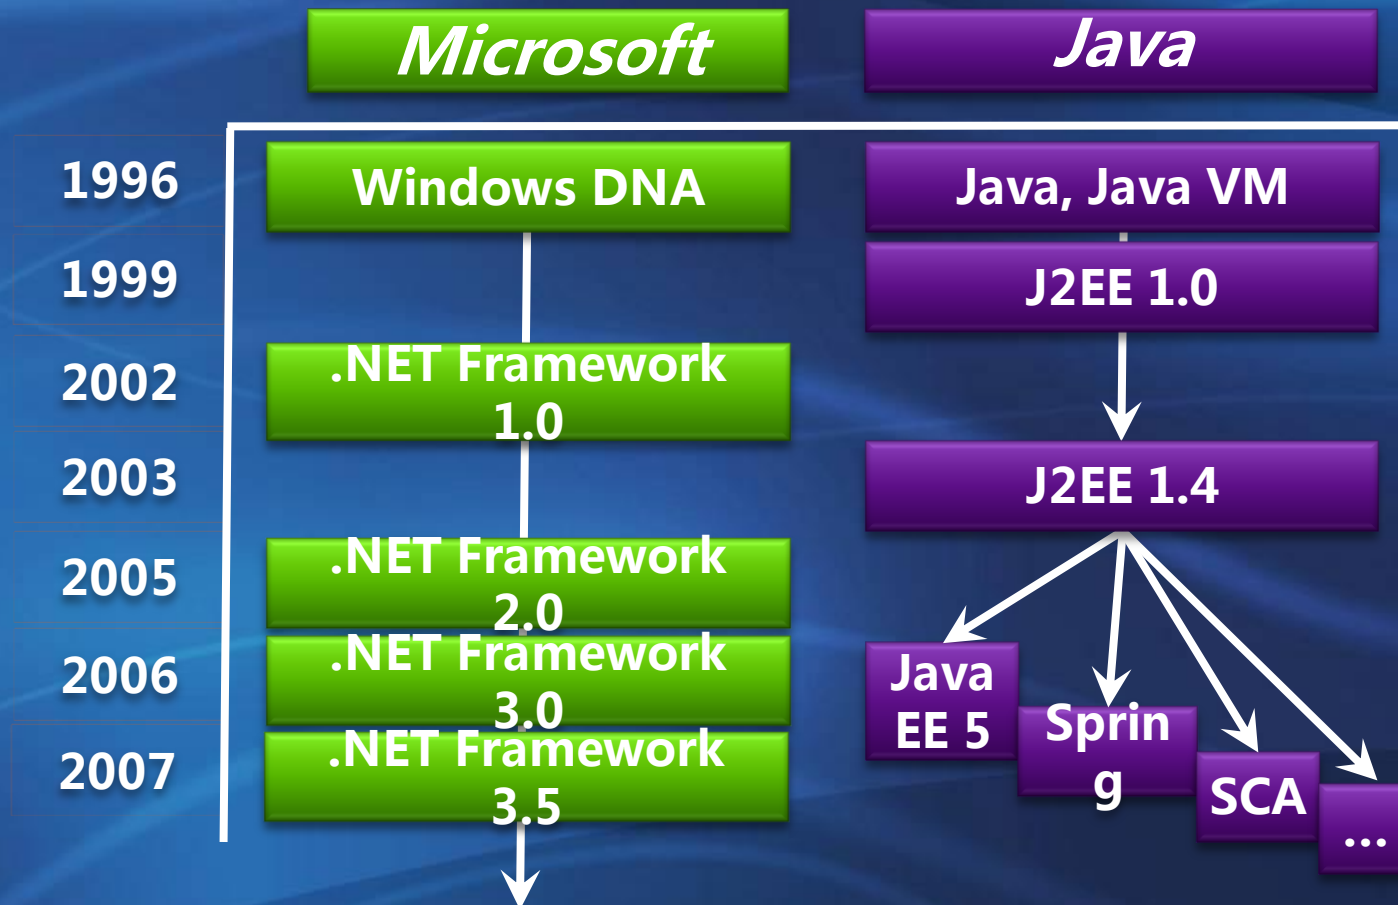 Microsoft
Java
1996
Windows DNA
Java, Java VM
1999
J2EE 1.0
2002
.NET Framework
1.0
2003
J2EE 1.4
2005
.NET Framework
2.0
2006
.NET Framework
3.0
Java
EE 5
Sprin
g
2007
.NET Framework
3.5
SCA
...